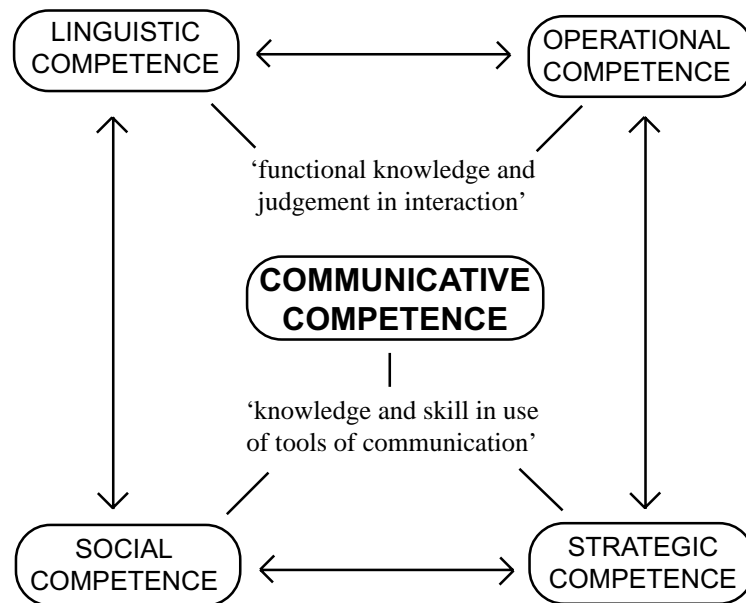 LINGUISTIC
COMPETENCE
OPERATIONAL
COMPETENCE
‘functional knowledge and
judgement in interaction’
COMMUNICATIVE
COMPETENCE
‘knowledge and skill in use
of tools of communication’
SOCIAL
COMPETENCE
STRATEGIC
COMPETENCE